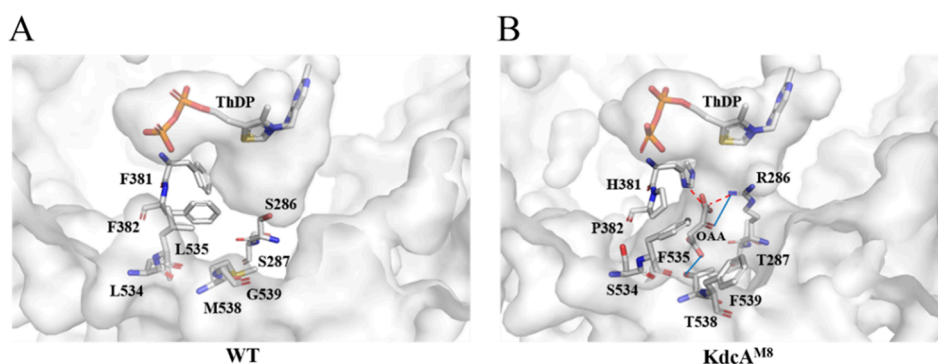 A
ThDP
F381
F382
S286
L535
S287
L534
G539
M538
WT
B
ThDP
H381
R286
P382
OAA
F535
T287
S534
F539
T538
KdcA^M8